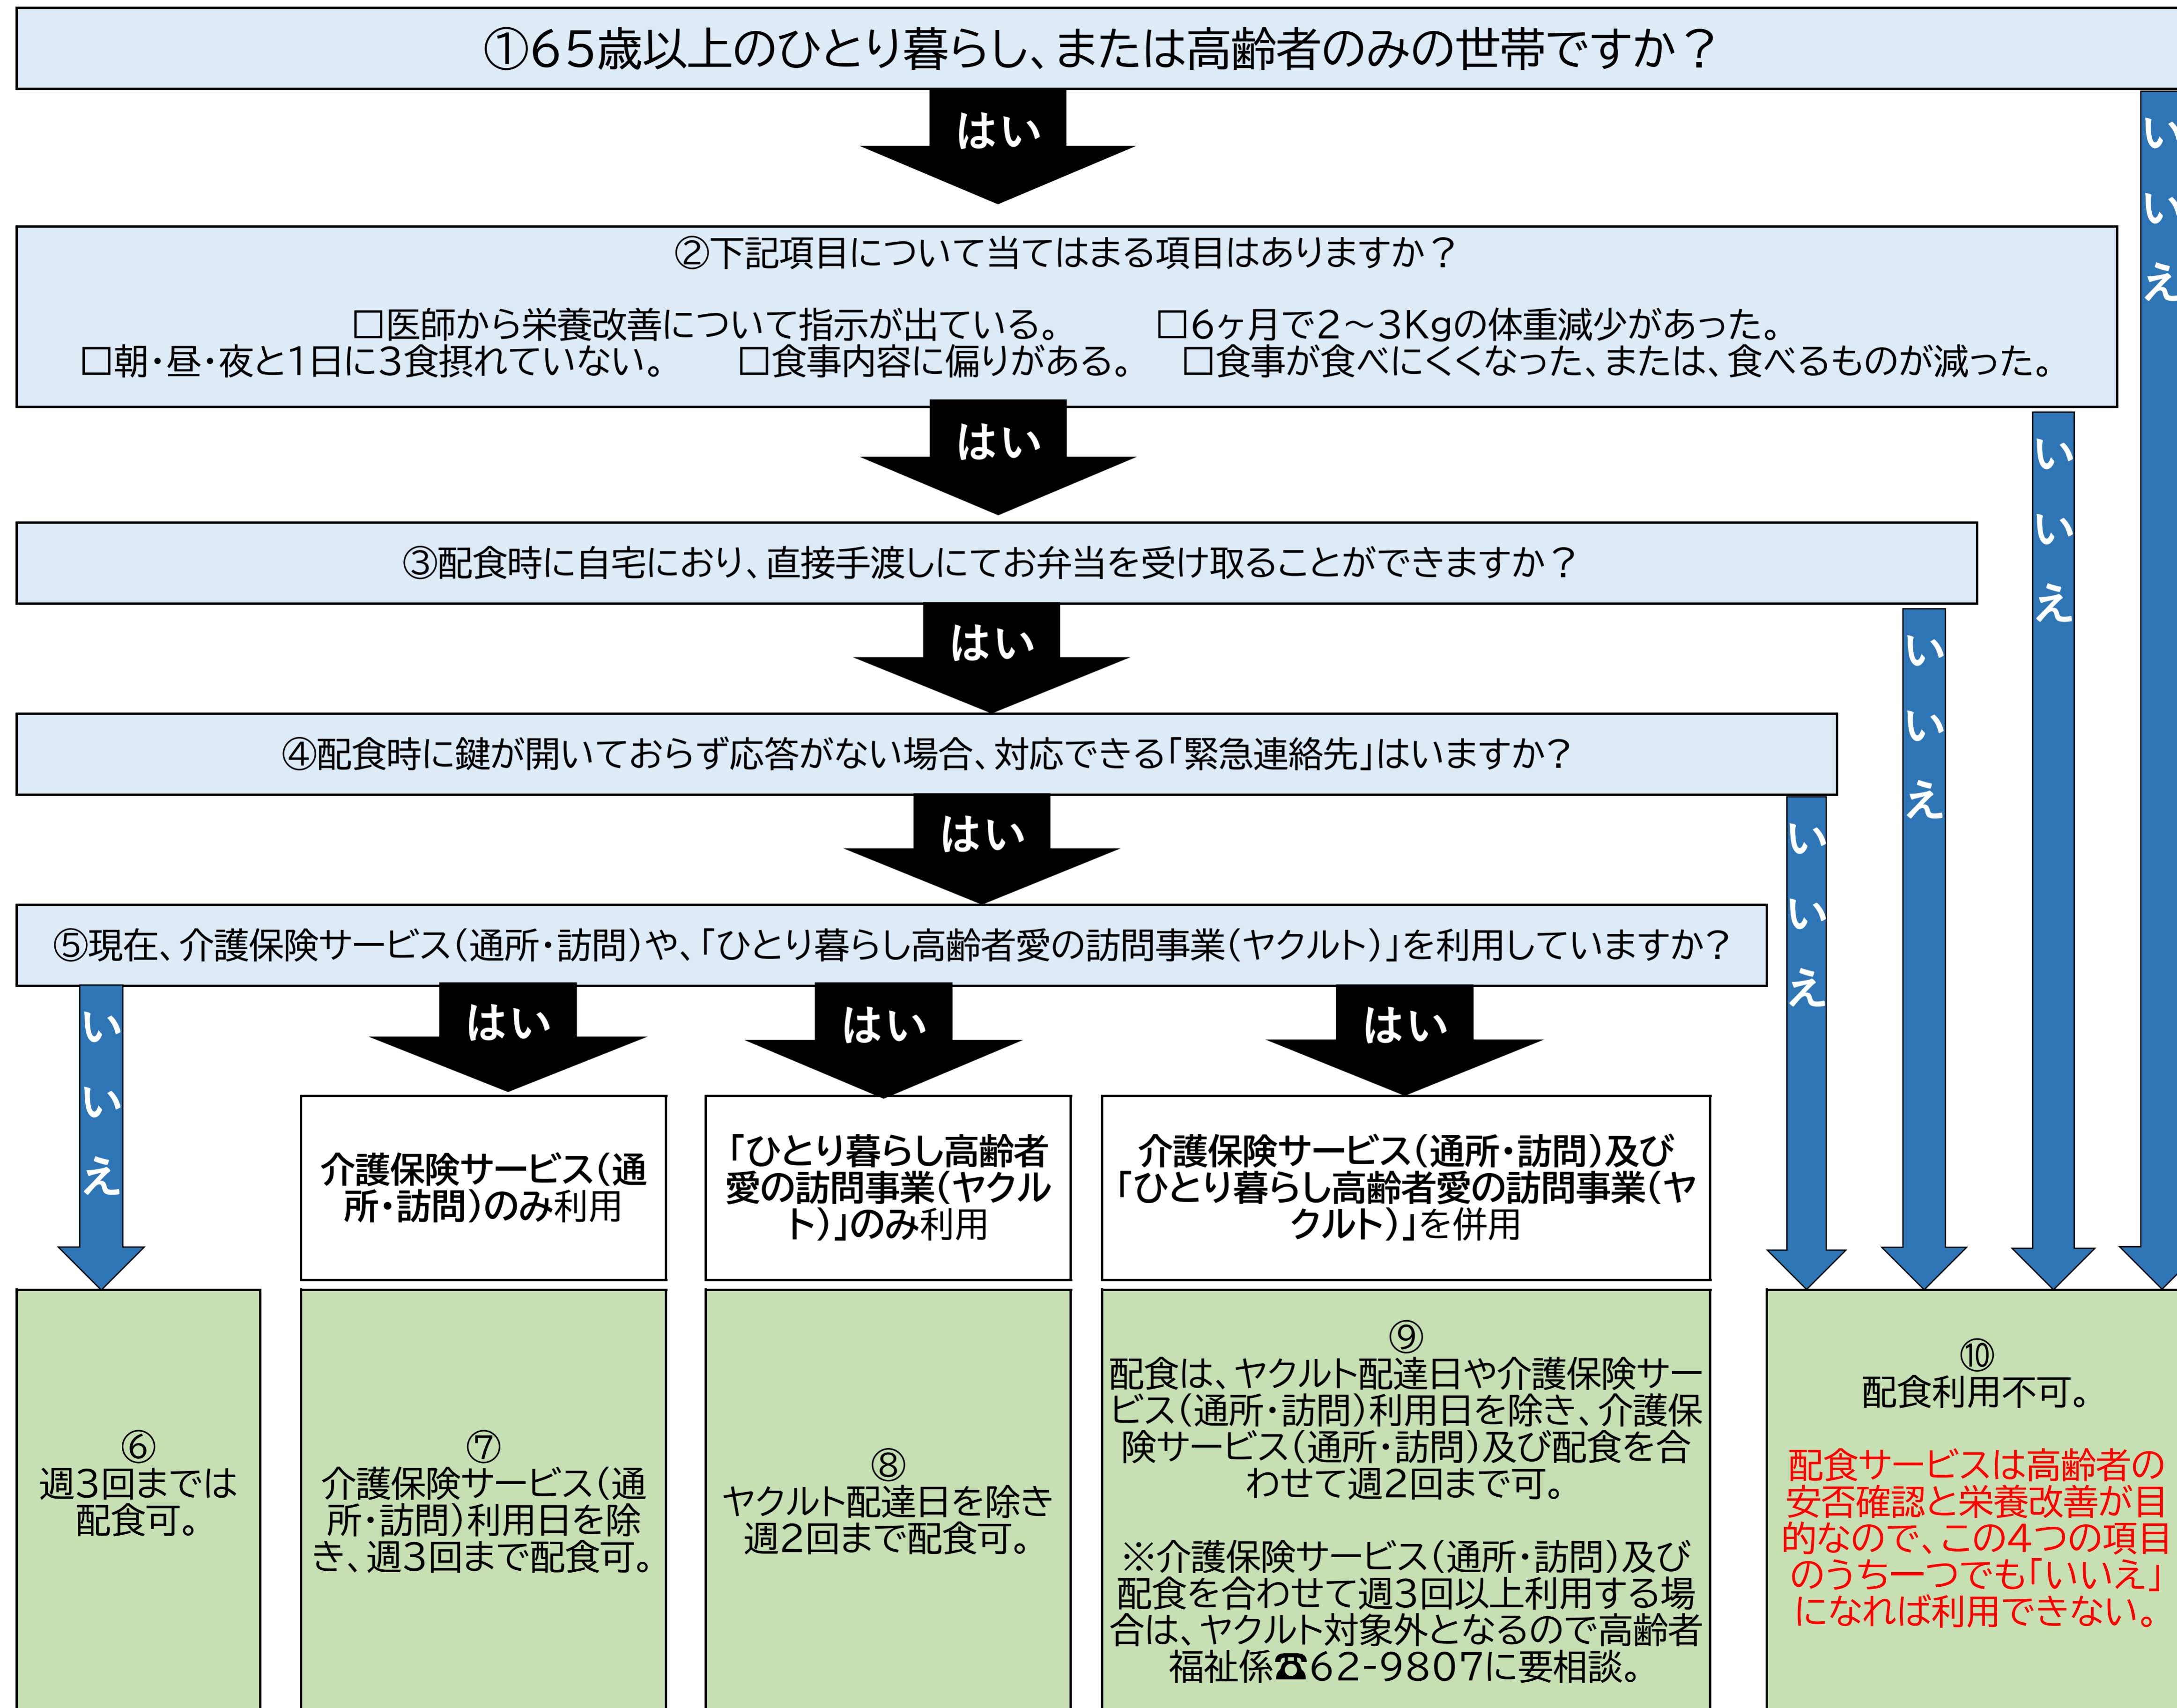 ①65歳以上のひとり暮らし、または高齢者のみの世帯ですか？
はい
いいえ
②下記項目について当てはまる項目はありますか？
□医師から栄養改善について指示が出ている。　□6ヶ月で2～3Kgの体重減少があった。
□朝・昼・夜と1日に3食摂れていない。　□食事内容に偏りがある。　□食事が食べにくくなった、または、食べるものが減った。
はい
いいえ
③配食時に自宅におり、直接手渡しにてお弁当を受け取ることができますか？
はい
いいえ
④配食時に鍵が開いておらず応答がない場合、対応できる「緊急連絡先」はいますか？
はい
いいえ
⑤現在、介護保険サービス（通所・訪問）や、「ひとり暮らし高齢者愛の訪問事業（ヤクルト）」を利用していますか？
いいえ
はい
はい
はい
介護保険サービス（通
所・訪問）のみ利用
「ひとり暮らし高齢者
愛の訪問事業（ヤクル
ト）」のみ利用
介護保険サービス（通所・訪問）及び
「ひとり暮らし高齢者愛の訪問事業（ヤ
クルト）」を併用
⑥
週3回までは
配食可。
⑦
介護保険サービス（通
所・訪問）利用日を除
き、週3回まで配食可。
⑧
ヤクルト配達日を除き
週2回まで配食可。
⑨
配食は、ヤクルト配達日や介護保険サー
ビス（通所・訪問）利用日を除き、介護保
険サービス（通所・訪問）及び配食を合
わせて週2回まで可。
※介護保険サービス（通所・訪問）及び
配食を合わせて週3回以上利用する場
合は、ヤクルト対象外となるので高齢者
福祉係☎62-9807に要相談。
⑩
配食利用不可。
配食サービスは高齢者の
安否確認と栄養改善が目
的なので、この4つの項目
のうち一つでも「いいえ」
になれば利用できない。